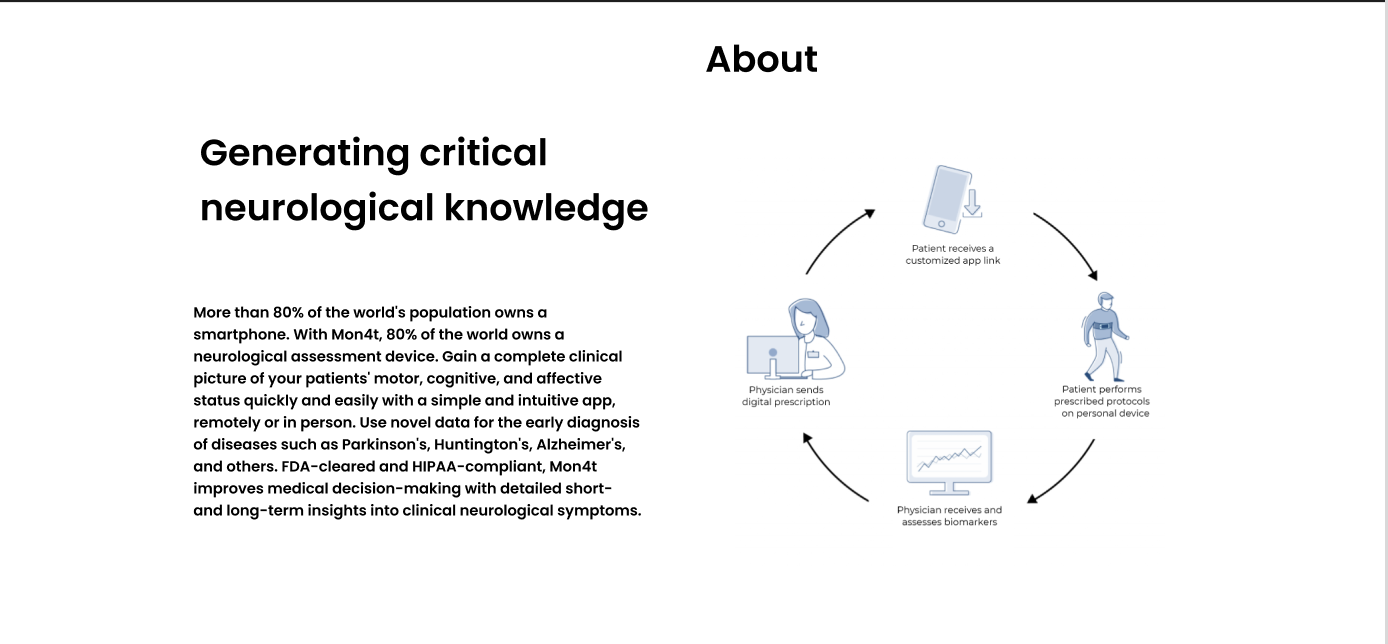 About
Generating critical
neurological knowledge
More than 80% of the world's population owns a
smartphone. With Mon4t, 80% of the world owns a
neurological assessment device. Gain a complete clinical
picture of your patients' motor, cognitive, and affective
status quickly and easily with a simple and intuitive app,
remotely or in person. Use novel data for the early diagnosis
of diseases such as Parkinson's, Huntington's, Alzheimer's,
and others. FDA-cleared and HIPAA-compliant, Mon4t
improves medical decision-making with detailed short-
and long-term insights into clinical neurological symptoms.
Patient receives a
customized app link
Patient performs
prescribed protocols
on personal device
Physician receives and
assesses biomarkers
Physician sends
digital prescription